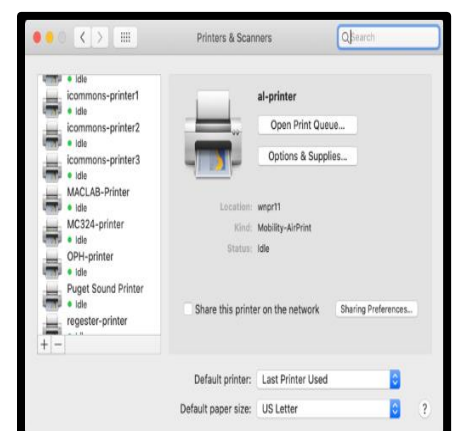 Printers & Scanners
Search
Idle
icommons-printer1
Idle
icommons-printer2
Idle
icommons-printer3
Idle
MACLAB-Printer
Idle
MC324-printer
Idle
OPH-printer
Idle
Puget Sound Printer
Idle
regester-printer
+ −
al-printer
Open Print Queue...
Options & Supplies...
Location: wnpr11
Kind: Mobility-AirPrint
Status: Idle
Share this printer on the network Sharing Preferences...
Default printer: Last Printer Used
Default paper size: US Letter ?